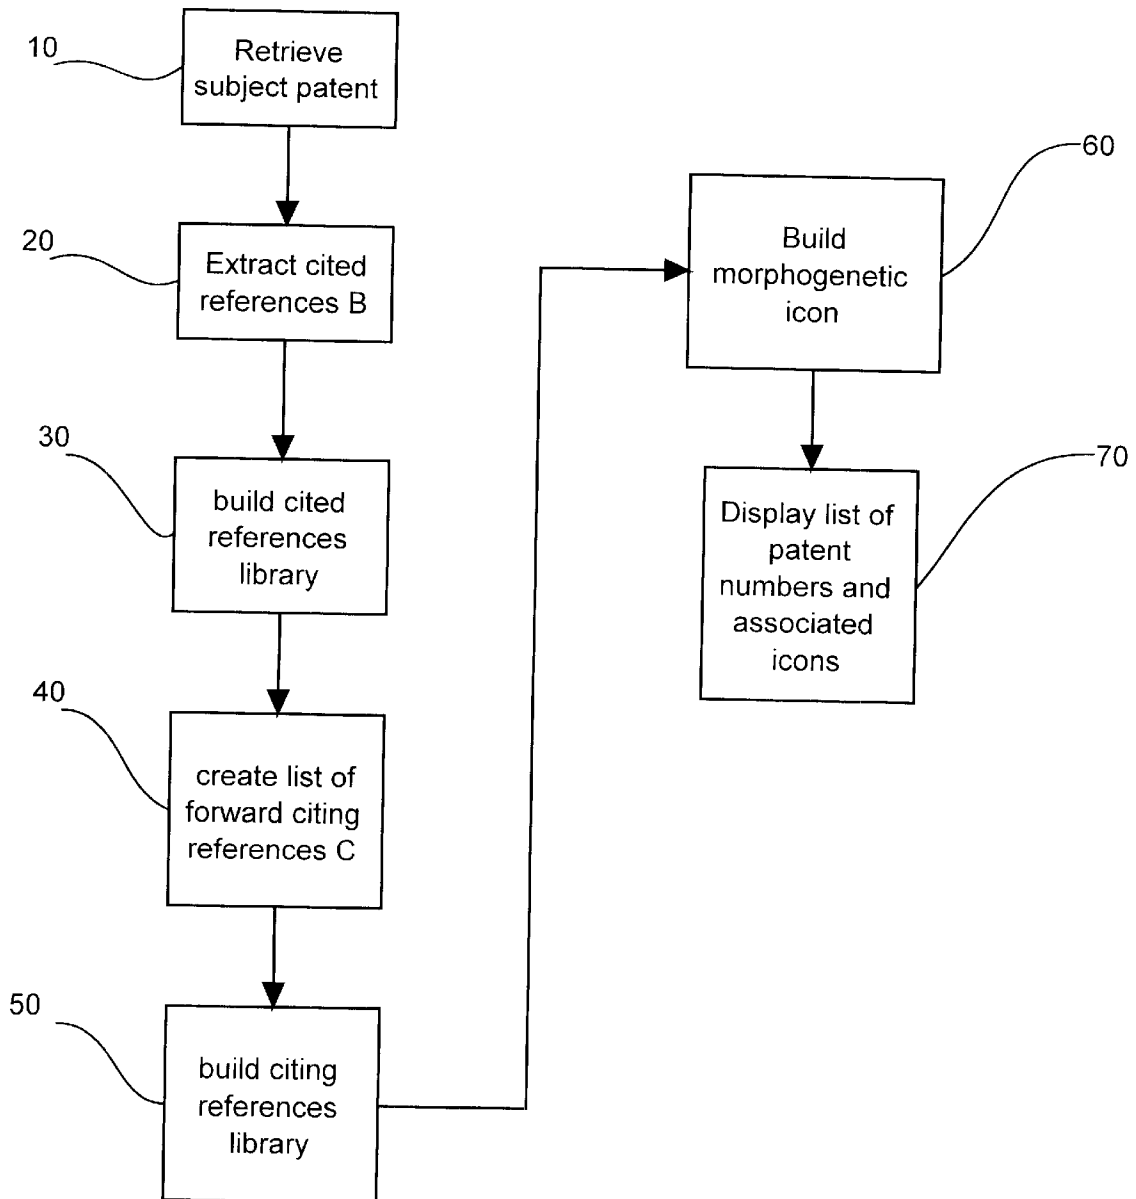 10
Retrieve
subject patent
20
Extract cited
references B
30
build cited
references
library
40
create list of
forward citing
references C
50
build citing
references
library
60
Build
morphogenetic
icon
70
Display list of
patent
numbers and
associated
icons